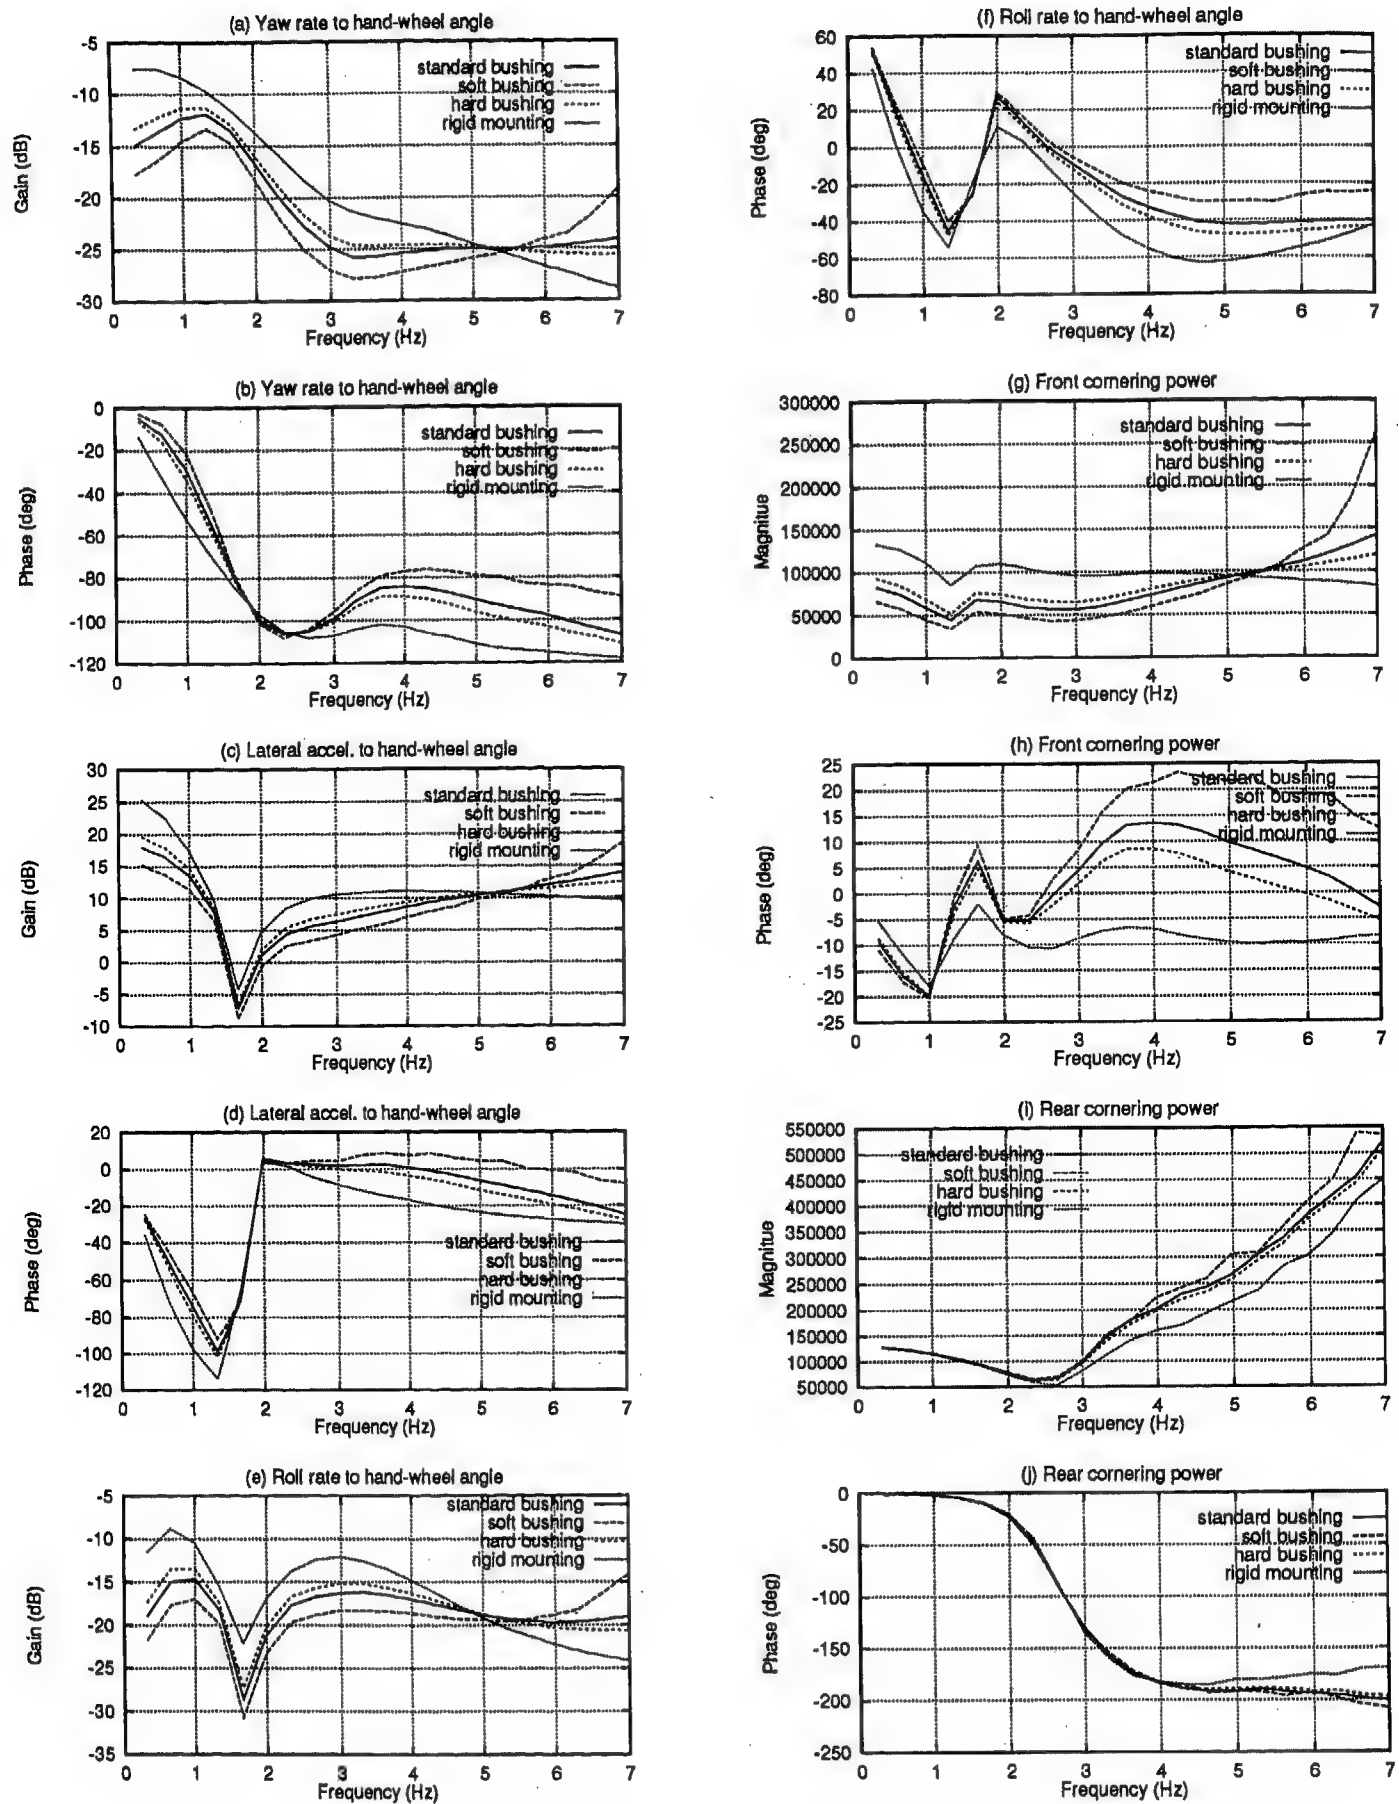 (a) Yaw rate to hand-wheel angle
-5
-10
-15
-20
-25
-30
Gain (dB)
standard bushing
soft bushing
hard bushing
rigid mounting
0 1 2 3 4 5 6 7
Frequency (Hz)
(b) Yaw rate to hand-wheel angle
0
-20
-40
-60
-80
-100
-120
Phase (deg)
standard bushing
soft bushing
hard bushing
rigid mounting
0 1 2 3 4 5 6 7
Frequency (Hz)
(c) Lateral accel. to hand-wheel angle
30
25
20
15
10
5
0
-5
-10
Gain (dB)
standard bushing
soft bushing
hard bushing
rigid mounting
0 1 2 3 4 5 6 7
Frequency (Hz)
(d) Lateral accel. to hand-wheel angle
20
0
-20
-40
-60
-80
-100
-120
Phase (deg)
standard bushing
soft bushing
hard bushing
rigid mounting
0 1 2 3 4 5 6 7
Frequency (Hz)
(e) Roll rate to hand-wheel angle
-5
-10
-15
-20
-25
-30
-35
Gain (dB)
standard bushing
soft bushing
hard bushing
rigid mounting
0 1 2 3 4 5 6 7
Frequency (Hz)
(f) Roll rate to hand-wheel angle
60
40
20
0
-20
-40
-60
-80
Phase (deg)
standard bushing
soft bushing
hard bushing
rigid mounting
0 1 2 3 4 5 6 7
Frequency (Hz)
(g) Front cornering power
300000
250000
200000
150000
100000
50000
0
Magnitue
standard bushing
soft bushing
hard bushing
rigid mounting
0 1 2 3 4 5 6 7
Frequency (Hz)
(h) Front cornering power
25
20
15
10
5
0
-5
-10
-15
-20
-25
Phase (deg)
standard bushing
soft bushing
hard bushing
rigid mounting
0 1 2 3 4 5 6 7
Frequency (Hz)
(i) Rear cornering power
550000
500000
450000
400000
350000
300000
250000
200000
150000
100000
50000
Magnitue
standard bushing
soft bushing
hard bushing
rigid mounting
0 1 2 3 4 5 6 7
Frequency (Hz)
(j) Rear cornering power
0
-50
-100
-150
-200
-250
Phase (deg)
standard bushing
soft bushing
hard bushing
rigid mounting
0 1 2 3 4 5 6 7
Frequency (Hz)